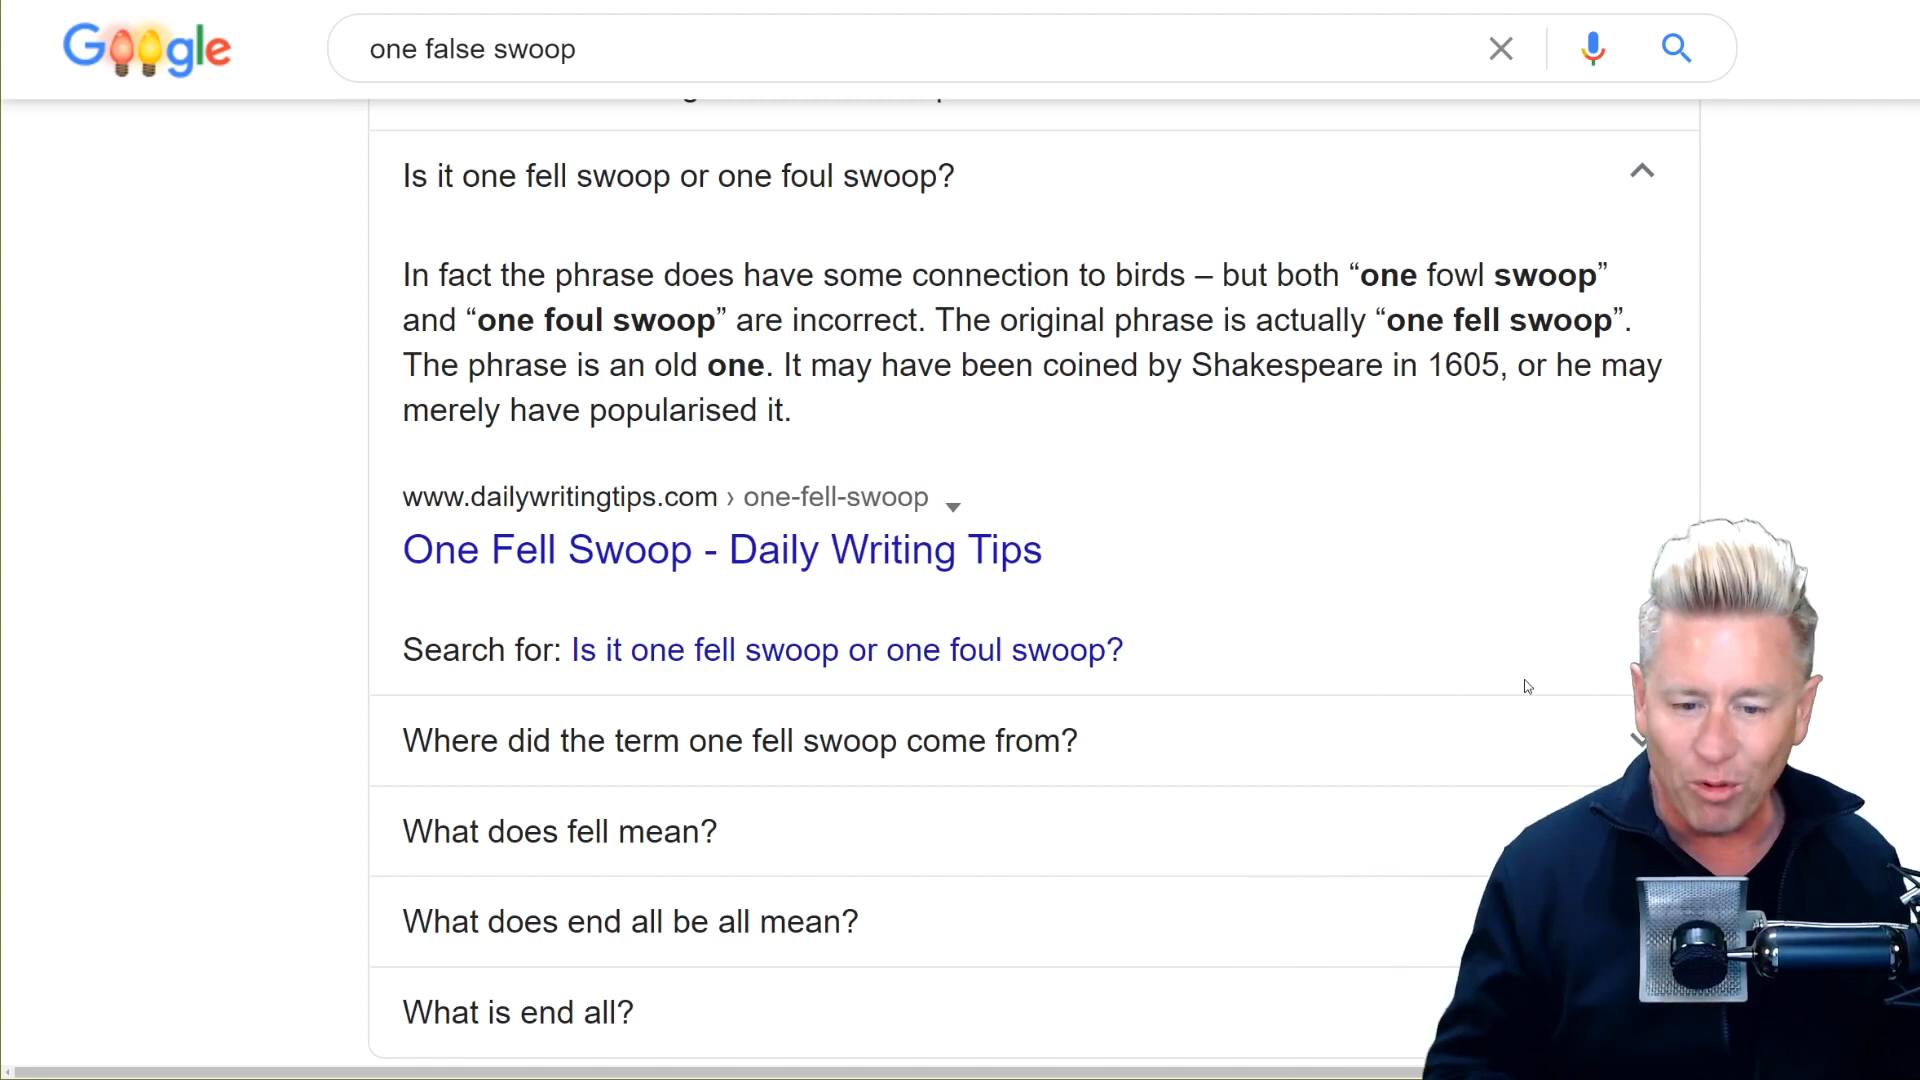 Google
one false swoop
Is it one fell swoop or one foul swoop?
In fact the phrase does have some connection to birds – but both “one fowl swoop”
and “one foul swoop” are incorrect. The original phrase is actually “one fell swoop”.
The phrase is an old one. It may have been coined by Shakespeare in 1605, or he may
merely have popularised it.
www.dailywritingtips.com › one-fell-swoop
One Fell Swoop - Daily Writing Tips
Search for: Is it one fell swoop or one foul swoop?
Where did the term one fell swoop come from?
What does fell mean?
What does end all be all mean?
What is end all?